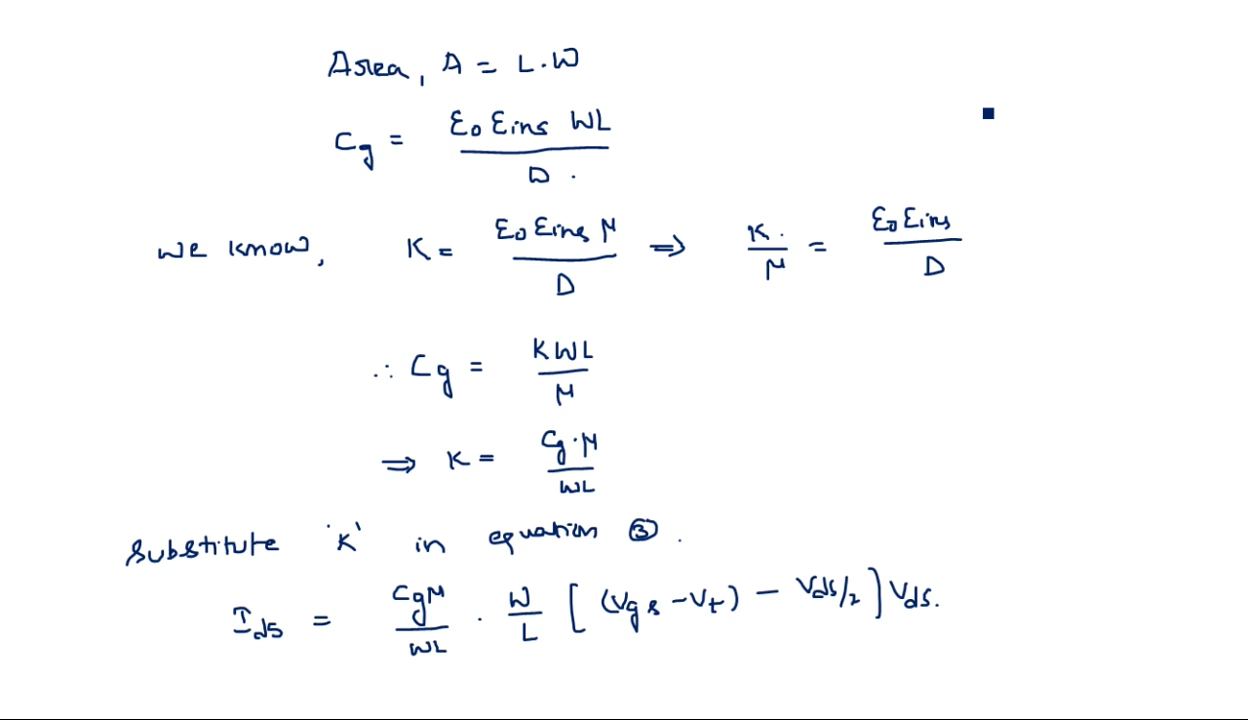 Area, A = L.W
Cg = ε₀ εins WL / D.
We know, K = ε₀ εins μ / D ⇒ K. / μ = ε₀ εins / D
∴ Cg = KWL / μ
⇒ K = Cg.μ / WL
Substitute 'K' in equation ③.
Ids = Cgμ / WL . W / L [(Vgs - Vt) - Vds/2] Vds.